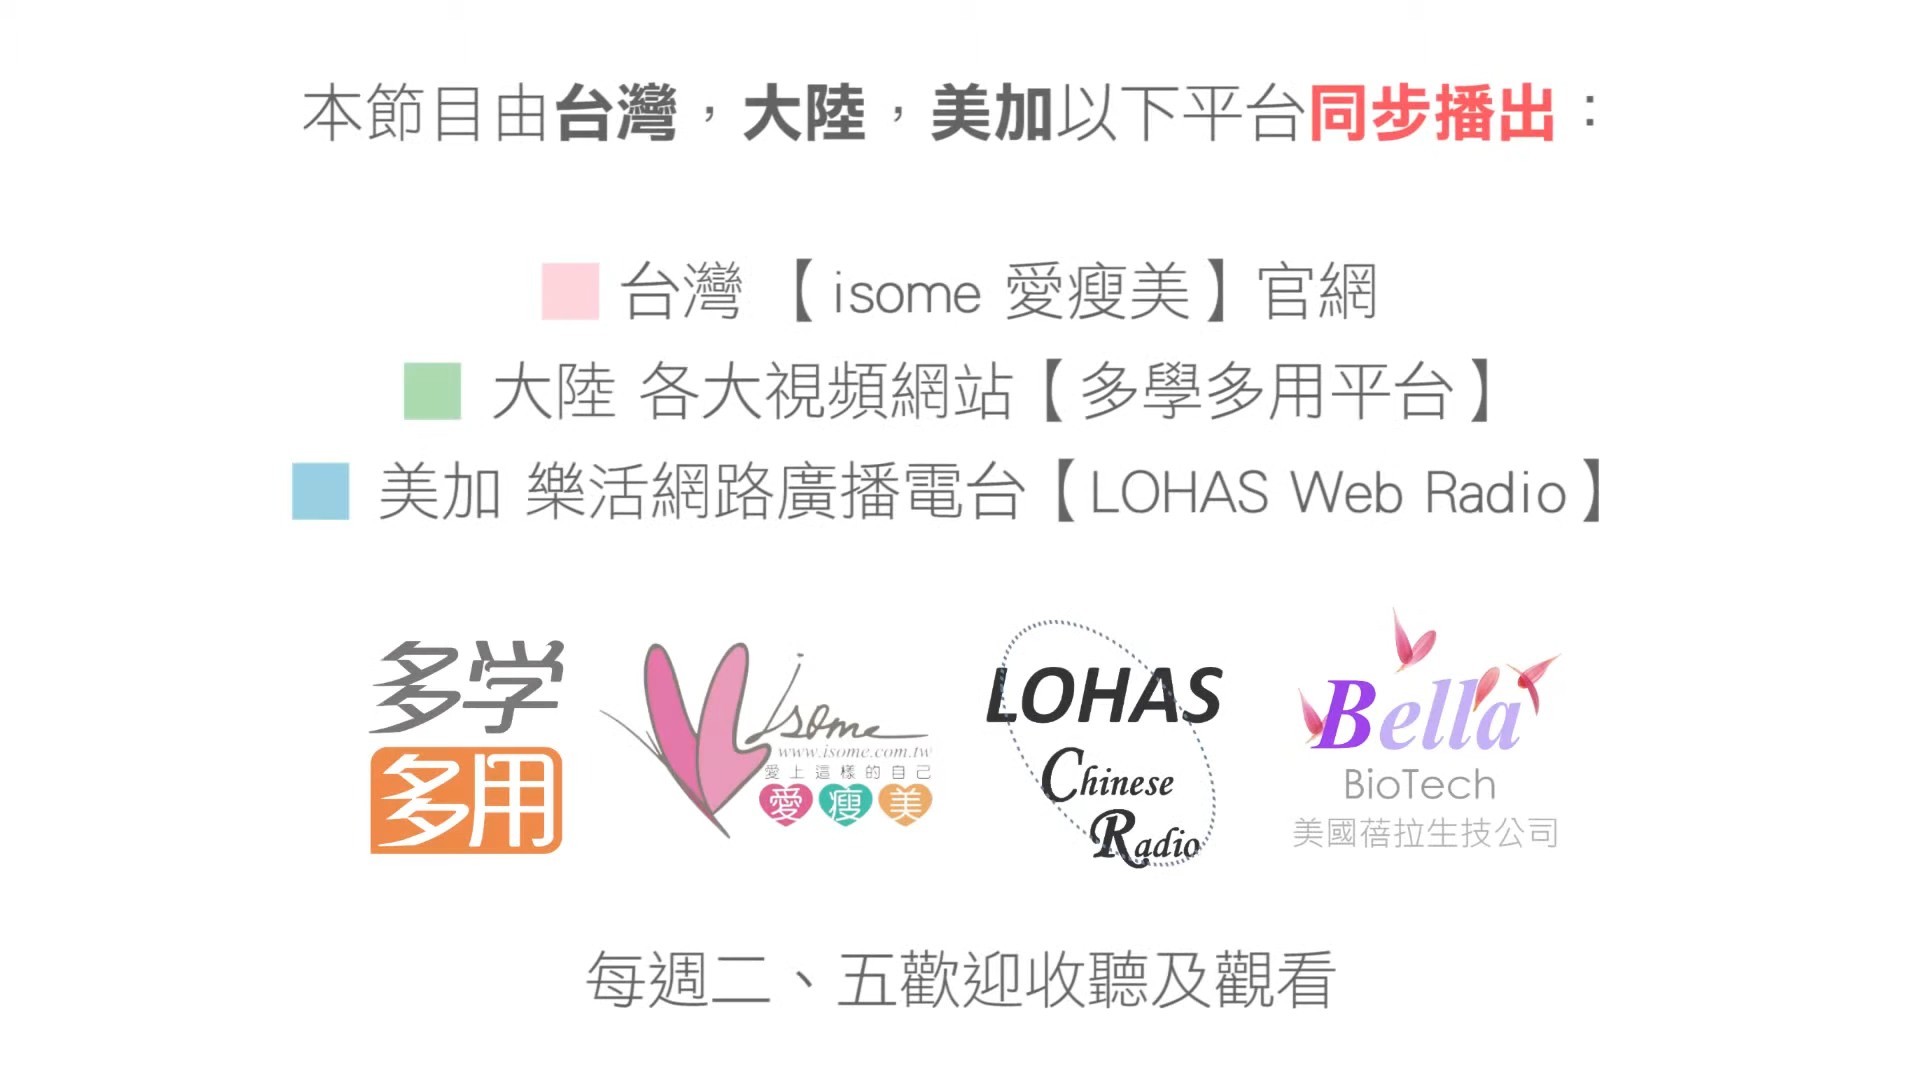 本節目由台灣，大陸，美加以下平台同步播出：
台灣 【isome 愛瘦美】官網
大陸 各大視頻網站【多學多用平台】
美加 樂活網路廣播電台【LOHAS Web Radio】
多学
多用
isome
www.isome.com.tw
愛上這樣的自己
愛瘦美
LOHAS
Chinese
Radio
Bella
BioTech
美國蓓拉生技公司
每週二、五歡迎收聽及觀看